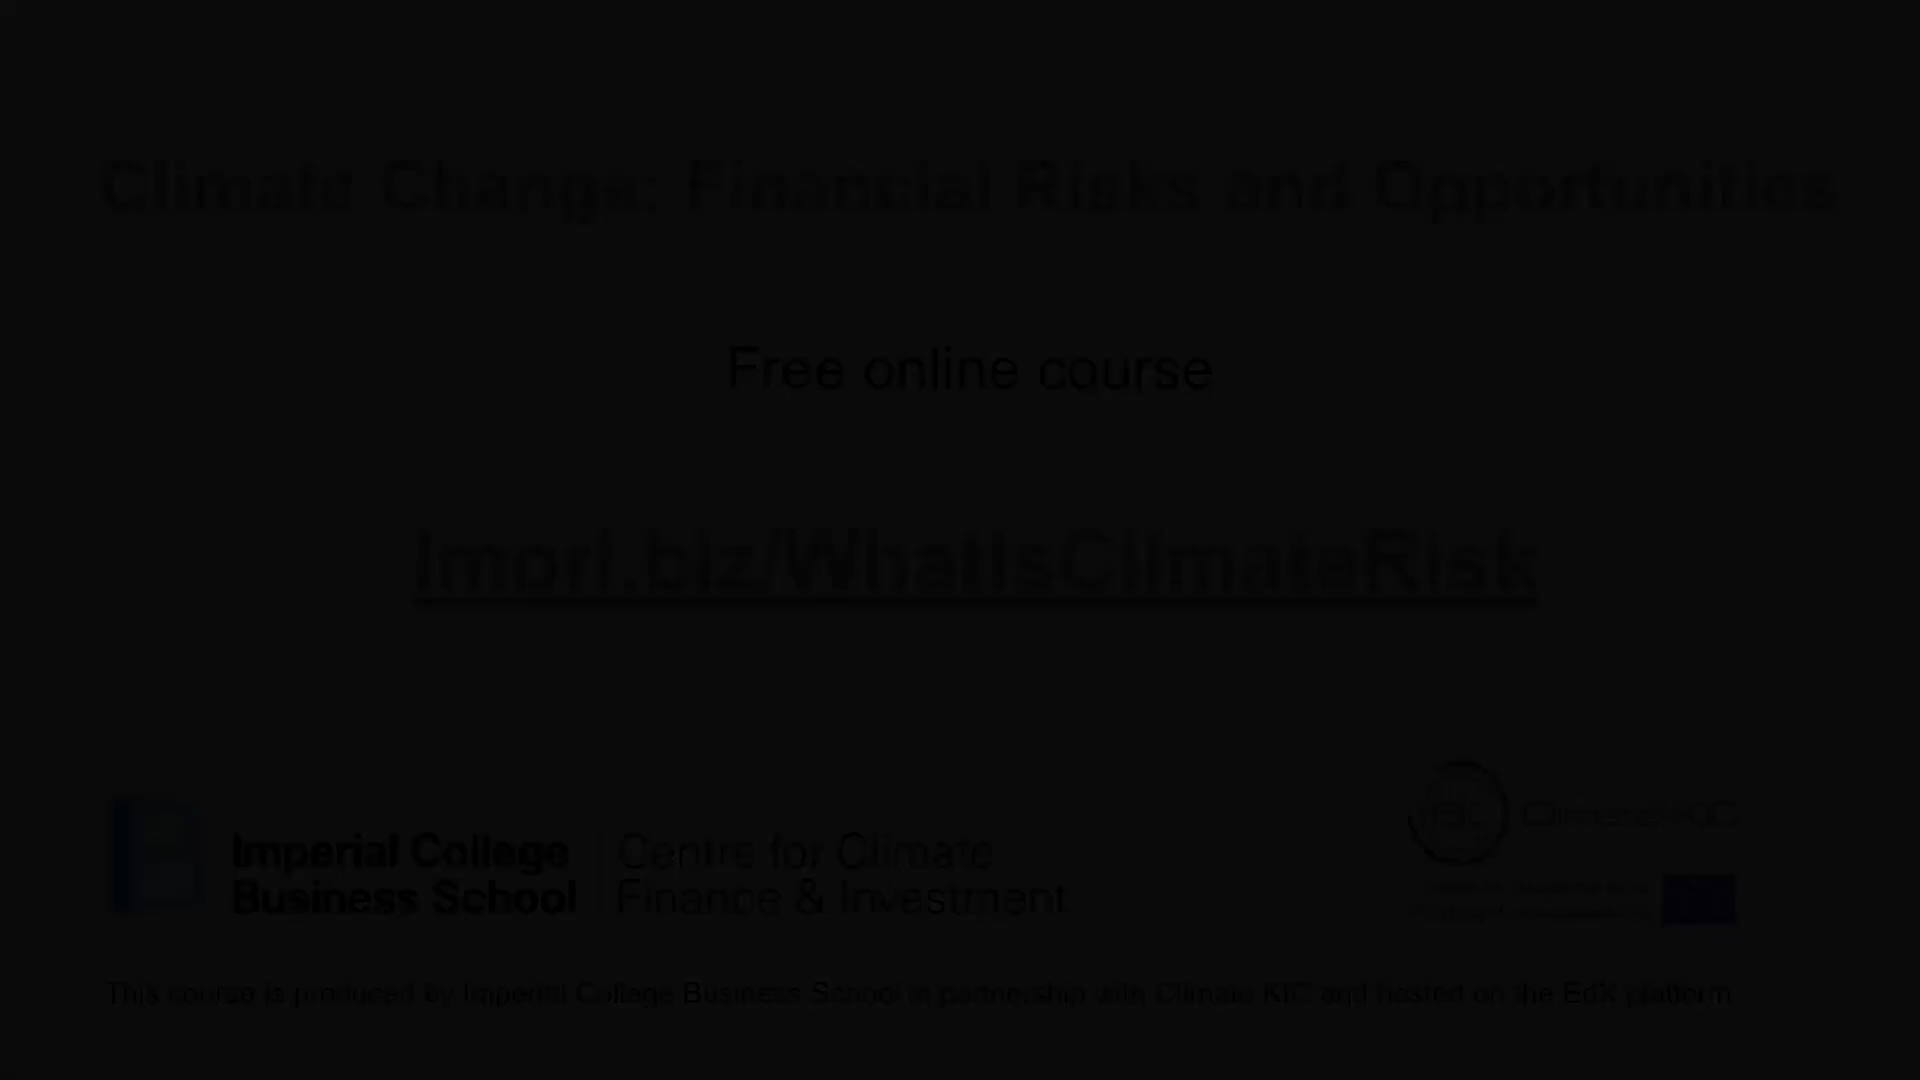 Climate Change: Financial Risks and Opportunities
Free online course
Imprl.biz/WhatIsClimateRisk
Imperial College Business School
Centre for Climate Finance & Investment
Climate-KIC
This course is produced by Imperial College Business School in partnership with Climate KIC and hosted on the EdX platform